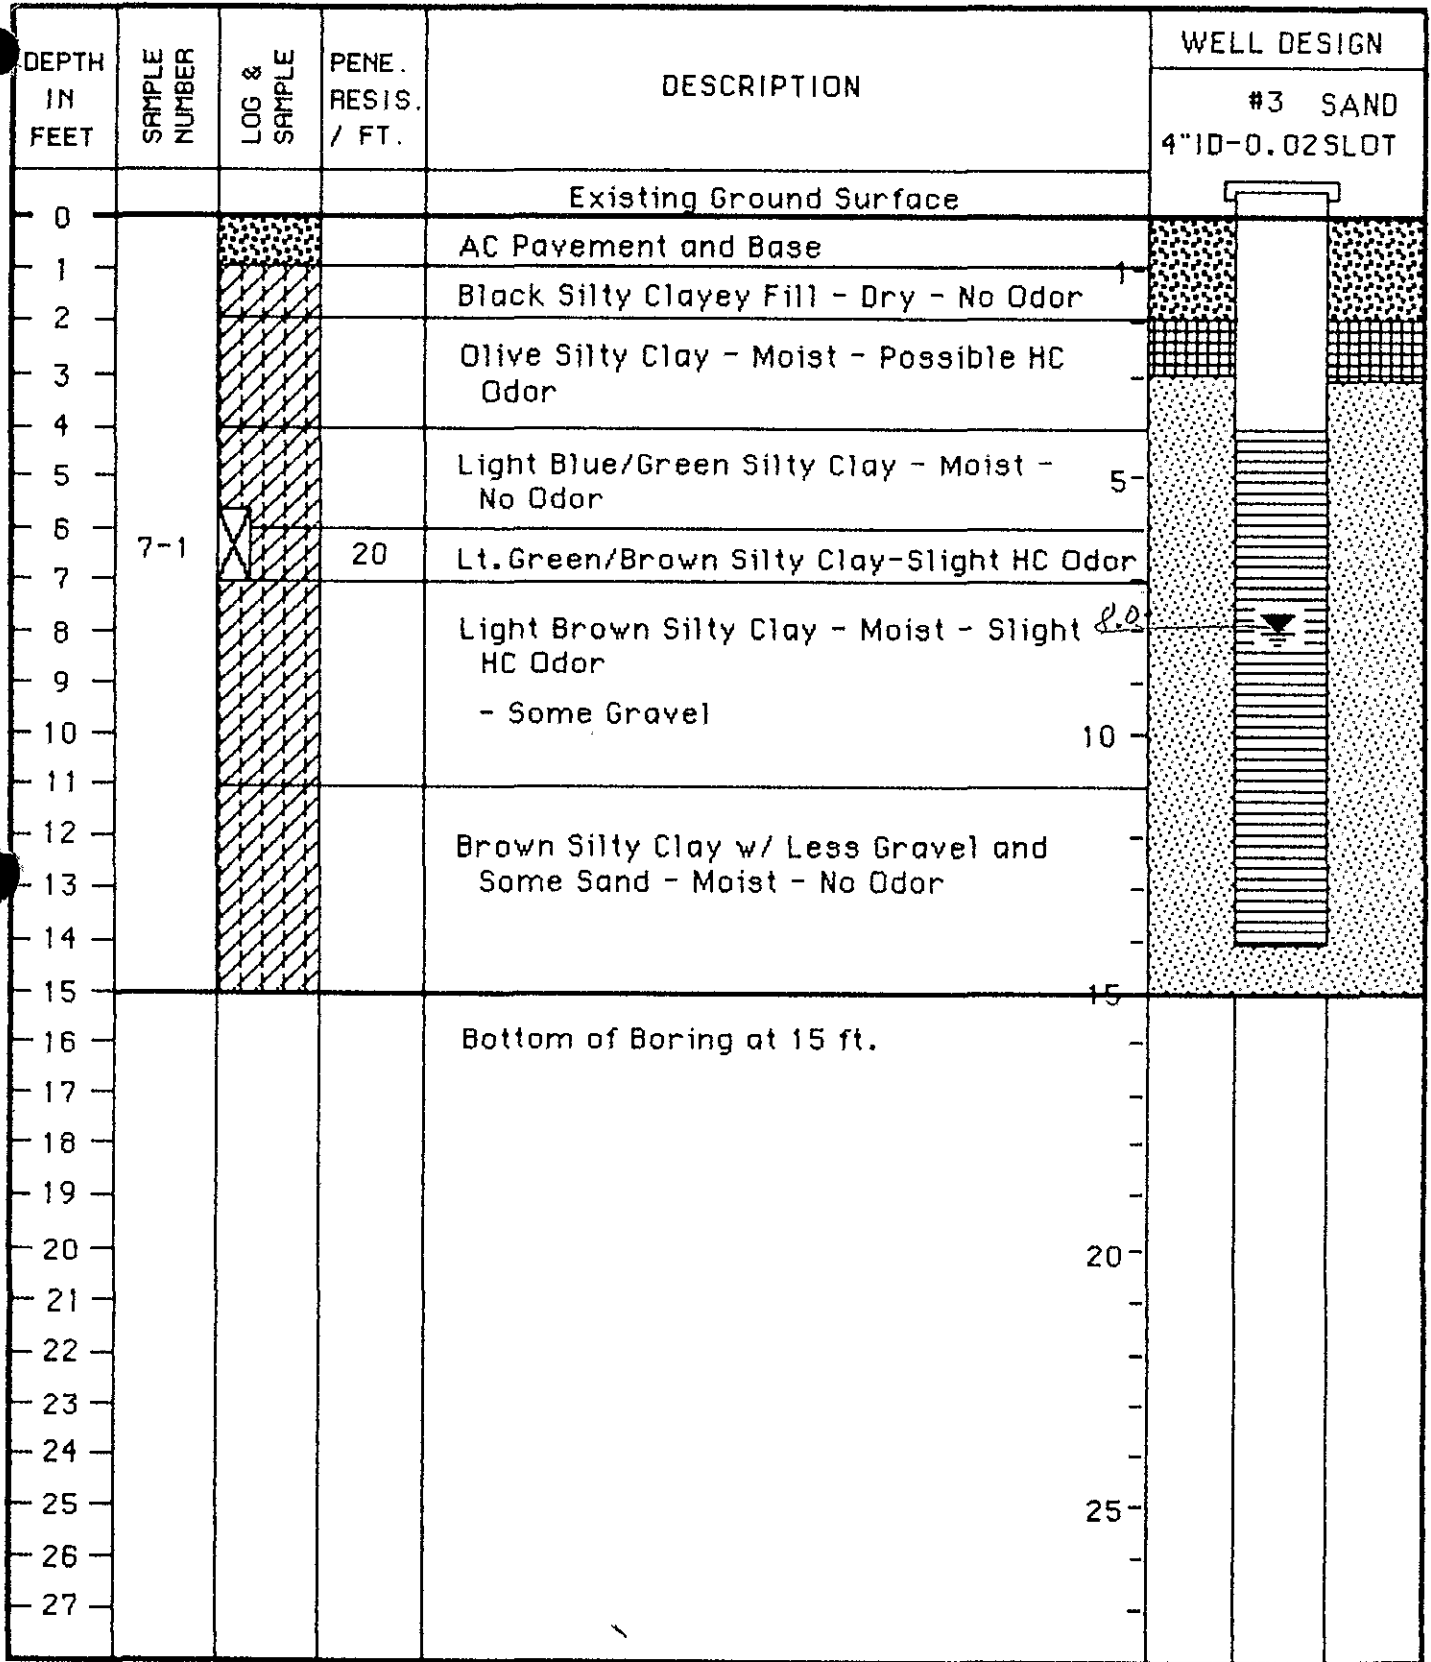 DEPTH
IN
FEET
SAMPLE
NUMBER
LOG &
SAMPLE
PENE.
RESIS.
/ FT.
DESCRIPTION
WELL DESIGN
#3 SAND
4"ID-0.02SLOT
Existing Ground Surface
0
AC Pavement and Base
1
1
Black Silty Clayey Fill - Dry - No Odor
2
Olive Silty Clay - Moist - Possible HC
3
Odor
4
Light Blue/Green Silty Clay - Moist -
5
5
No Odor
6
7-1
20
Lt.Green/Brown Silty Clay-Slight HC Odor
7
8
Light Brown Silty Clay - Moist - Slight
8.0
HC Odor
9
- Some Gravel
10
10
11
12
Brown Silty Clay w/ Less Gravel and
13
Some Sand - Moist - No Odor
14
15
15
16
Bottom of Boring at 15 ft.
17
18
19
20
20
21
22
23
24
25
25
26
27